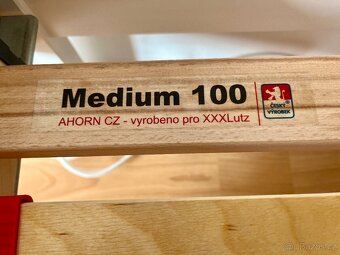 Medium 100
AHORN CZ - vyrobeno pro XXXLutz
ČESKÝ
VÝROBEK